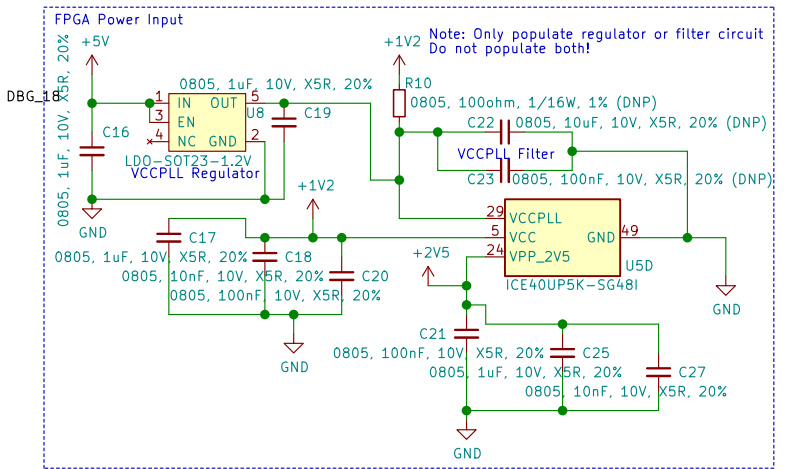 FPGA Power Input
Note: Only populate regulator or filter circuit
Do not populate both!
+5V
+1V2
DBG_18
0805, 1uF, 10V, X5R, 20%
C16
GND
1
IN
OUT
5
3
EN
4
NC
GND
2
U8
LDO-SOT23-1.2V
VCCPLL Regulator
0805, 1uF, 10V, X5R, 20%
C19
R10
0805, 100ohm, 1/16W, 1% (DNP)
C22
0805, 10uF, 10V, X5R, 20% (DNP)
VCCPLL Filter
C23
0805, 100nF, 10V, X5R, 20% (DNP)
+1V2
C17
0805, 1uF, 10V, X5R, 20%
C18
0805, 10nF, 10V, X5R, 20%
C20
0805, 100nF, 10V, X5R, 20%
GND
29
VCCPLL
5
VCC
GND
49
24
VPP_2V5
U5D
ICE40UP5K-SG48I
GND
+2V5
C21
0805, 100nF, 10V, X5R, 20%
C25
0805, 1uF, 10V, X5R, 20%
C27
0805, 10nF, 10V, X5R, 20%
GND